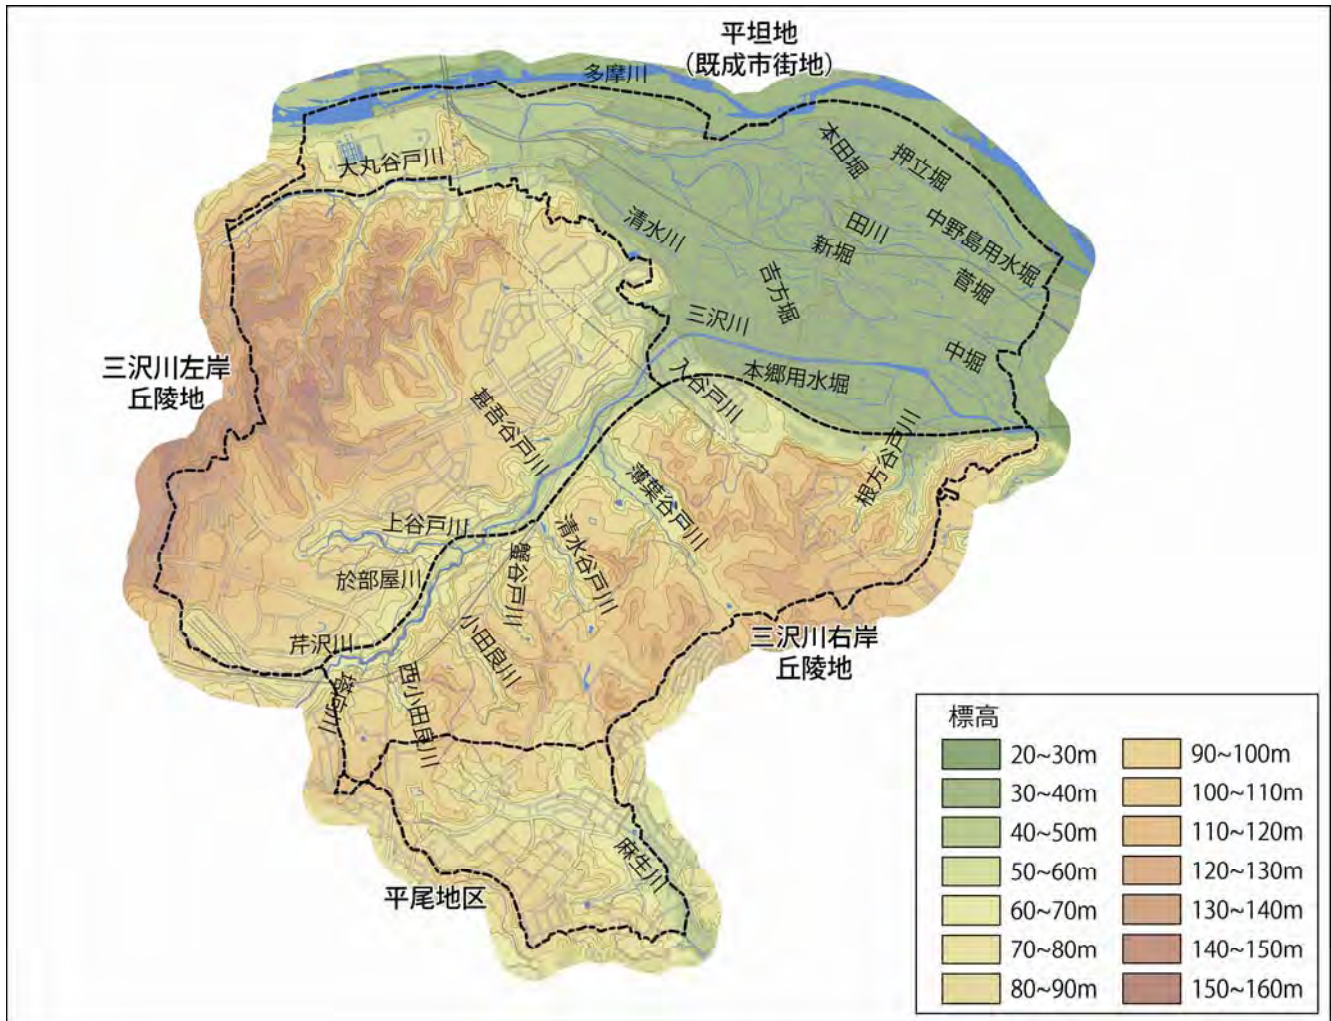 平坦地
（既成市街地）
多摩川
本田堀
押立堀
大丸谷戸川
清水川
田川
中野島用水堀
新堀
菅堀
吉方堀
三沢川
中堀
三沢川左岸
丘陵地
入谷戸川
本郷用水堀
甚吾谷戸川
根方谷戸川
薄葉谷戸川
上谷戸川
清水谷戸川
蟹谷戸川
於部屋川
小田良川
芹沢川
三沢川右岸
丘陵地
塔向川
西小田良川
麻生川
平尾地区
標高
20~30m
30~40m
40~50m
50~60m
60~70m
70~80m
80~90m
90~100m
100~110m
110~120m
120~130m
130~140m
140~150m
150~160m